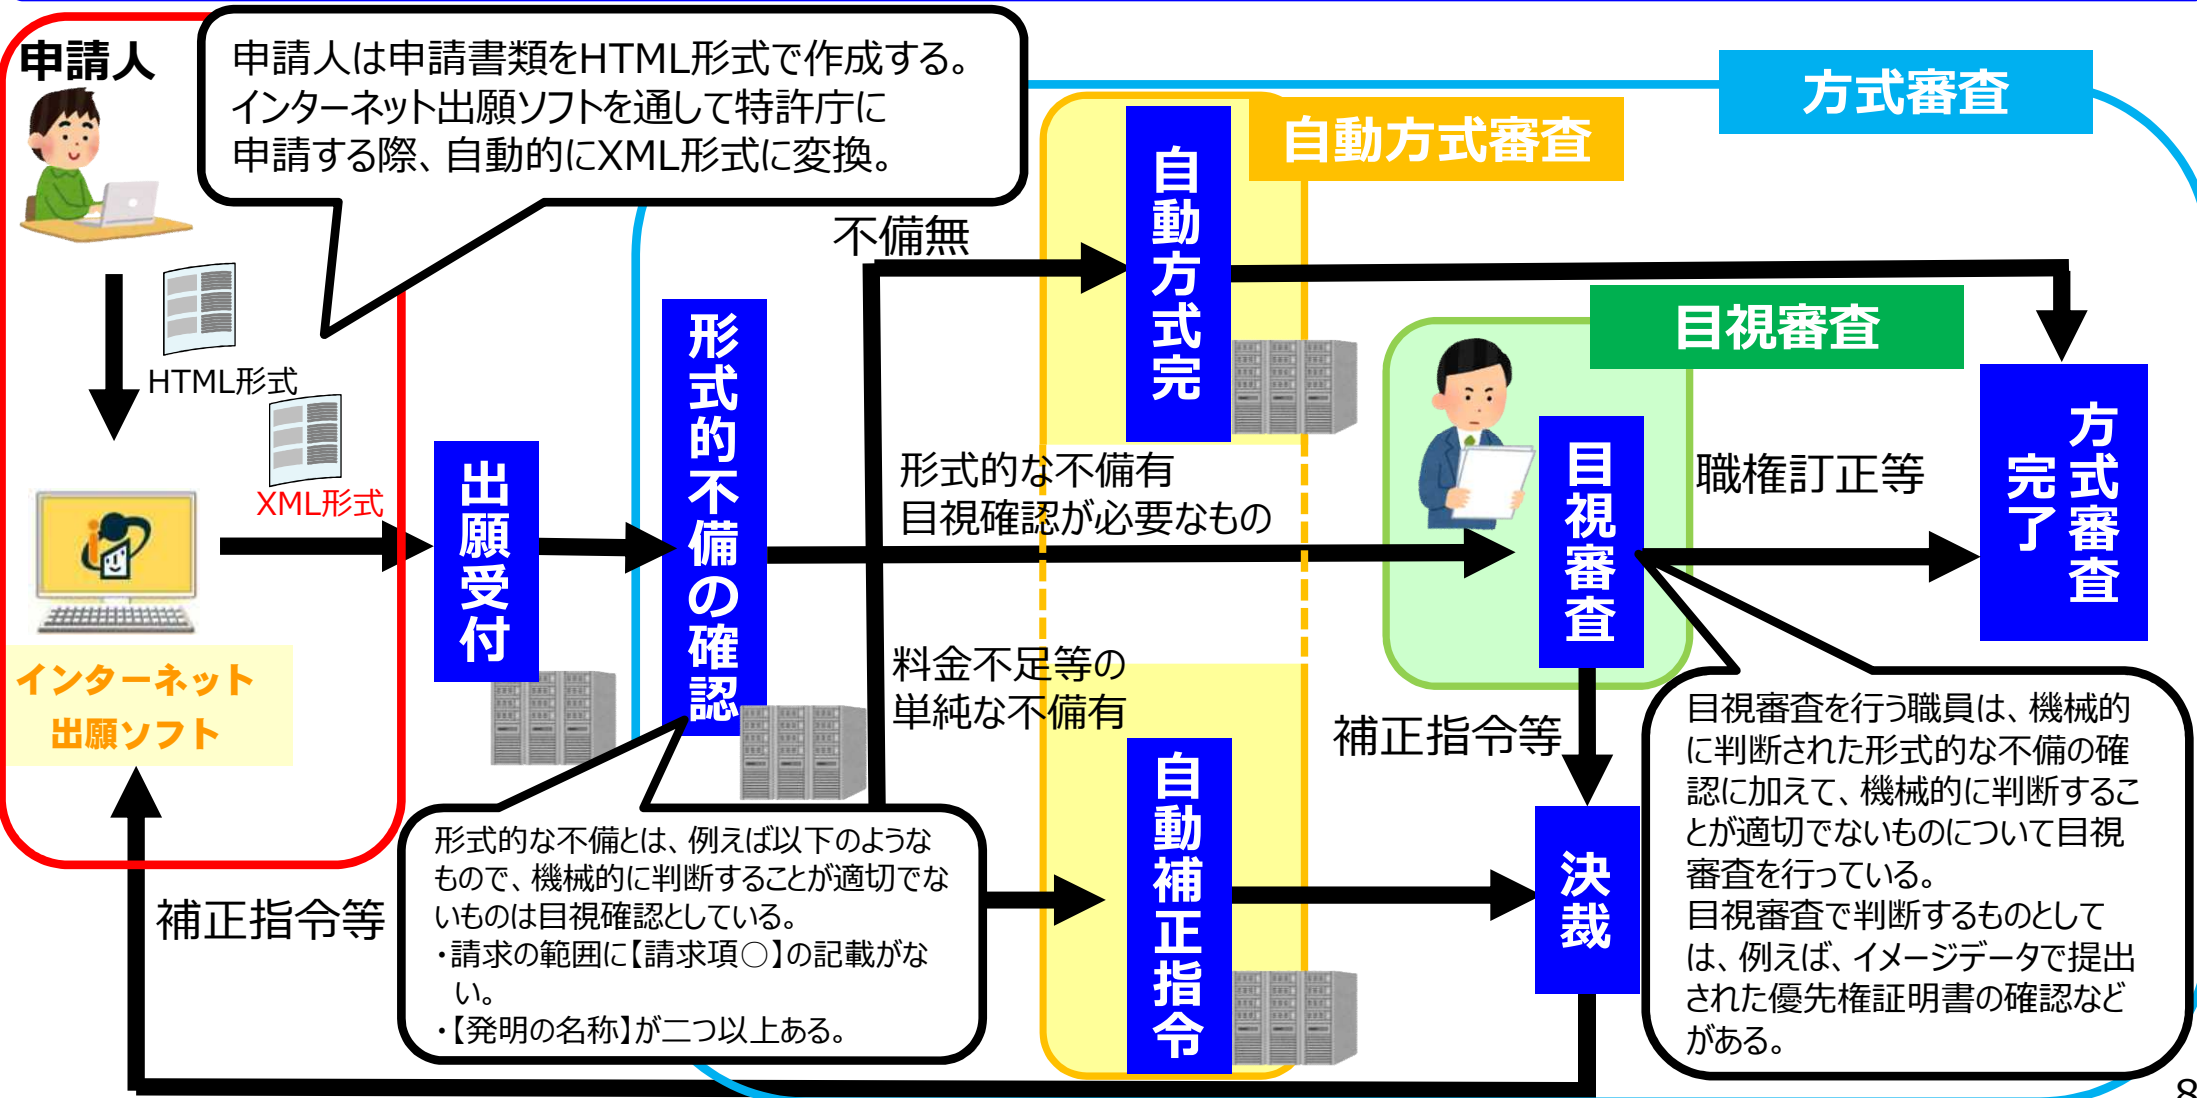 申請人
申請人は申請書類をHTML形式で作成する。
インターネット出願ソフトを通して特許庁に
申請する際、自動的にXML形式に変換。
方式審査
自動方式審査
自動方式完
不備無
目視審査
HTML形式
XML形式
インターネット
出願ソフト
出願受付
形式的不備の確認
形式的な不備有
目視確認が必要なもの
料金不足等の
単純な不備有
目視審査
職権訂正等
方式審査
完了
補正指令等
自動補正指令
決裁
補正指令等
形式的な不備とは、例えば以下のような
もので、機械的に判断することが適切でな
いものは目視確認としている。
・請求の範囲に【請求項○】の記載がな
い。
・【発明の名称】が二つ以上ある。
目視審査を行う職員は、機械的
に判断された形式的な不備の確
認に加えて、機械的に判断するこ
とが適切でないものについて目視
審査を行っている。
目視審査で判断するものとして
は、例えば、イメージデータで提出
された優先権証明書の確認など
がある。
8